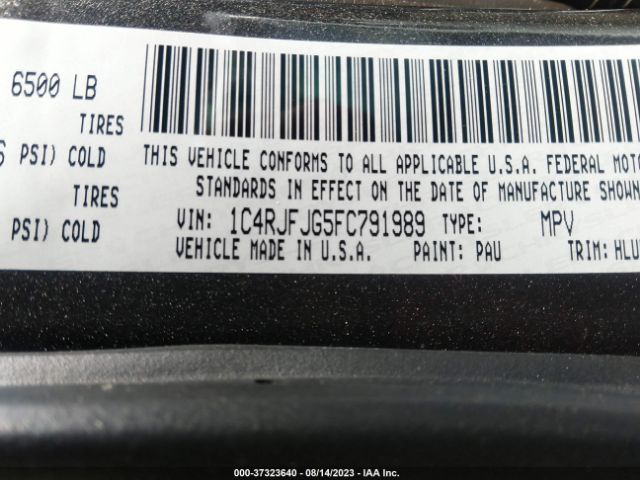 6500 LB
TIRES
PSI) COLD
TIRES
PSI) COLD
THIS VEHICLE CONFORMS TO ALL APPLICABLE U.S.A. FEDERAL MOTOR
STANDARDS IN EFFECT ON THE DATE OF MANUFACTURE SHOWN
VIN: 1C4RJFJG5FC791989 TYPE: MPV
VEHICLE MADE IN U.S.A. PAINT: PAU TRIM: HLU
000-37323640 - 08/14/2023 - IAA Inc.